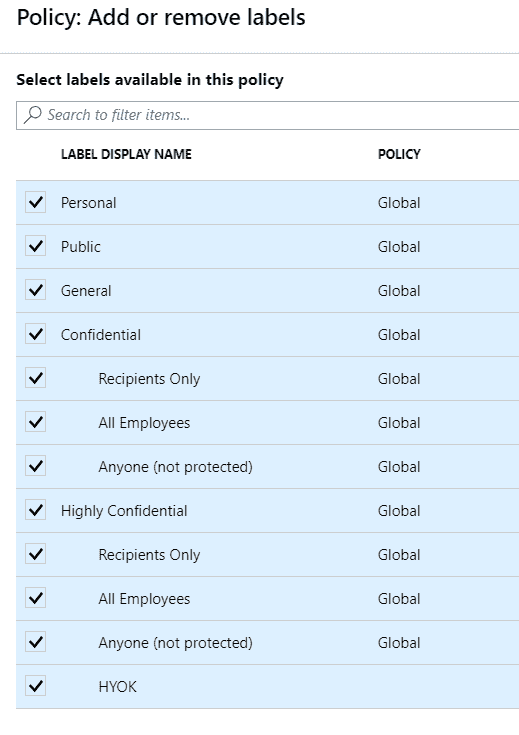 Policy: Add or remove labels
Select labels available in this policy
Search to filter items...
LABEL DISPLAY NAME POLICY
Personal Global
Public Global
General Global
Confidential Global
Recipients Only Global
All Employees Global
Anyone (not protected) Global
Highly Confidential Global
Recipients Only Global
All Employees Global
Anyone (not protected) Global
HYOK